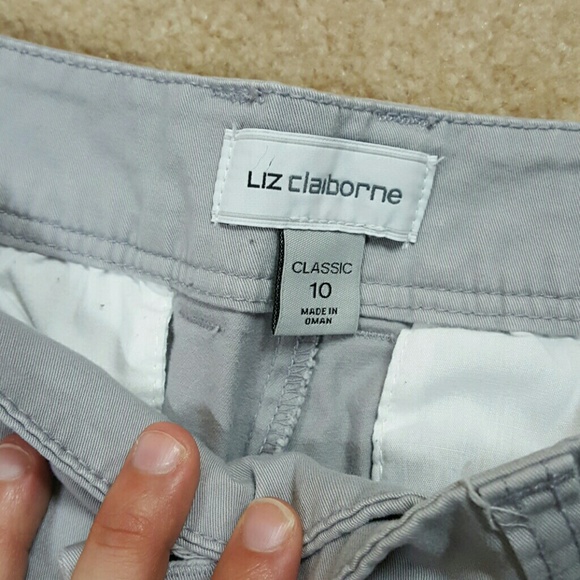 LIZ claiborne
CLASSIC
10
MADE IN
OMAN